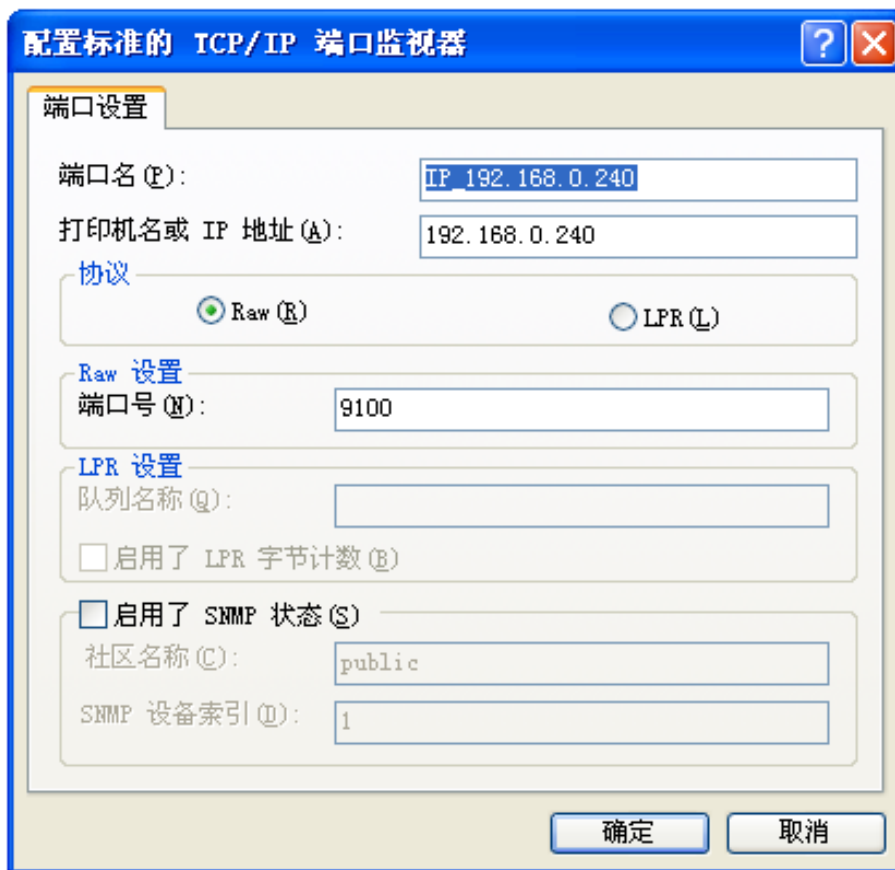 配置标准的 TCP/IP 端口监视器
端口设置
端口名(P): IP_192.168.0.240
打印机名或 IP 地址(A): 192.168.0.240
协议
Raw(R) LPR(L)
Raw 设置
端口号(N): 9100
LPR 设置
队列名称(Q):
启用了 LPR 字节计数(B)
启用了 SNMP 状态(S)
社区名称(C): public
SNMP 设备索引(D): 1
确定 取消